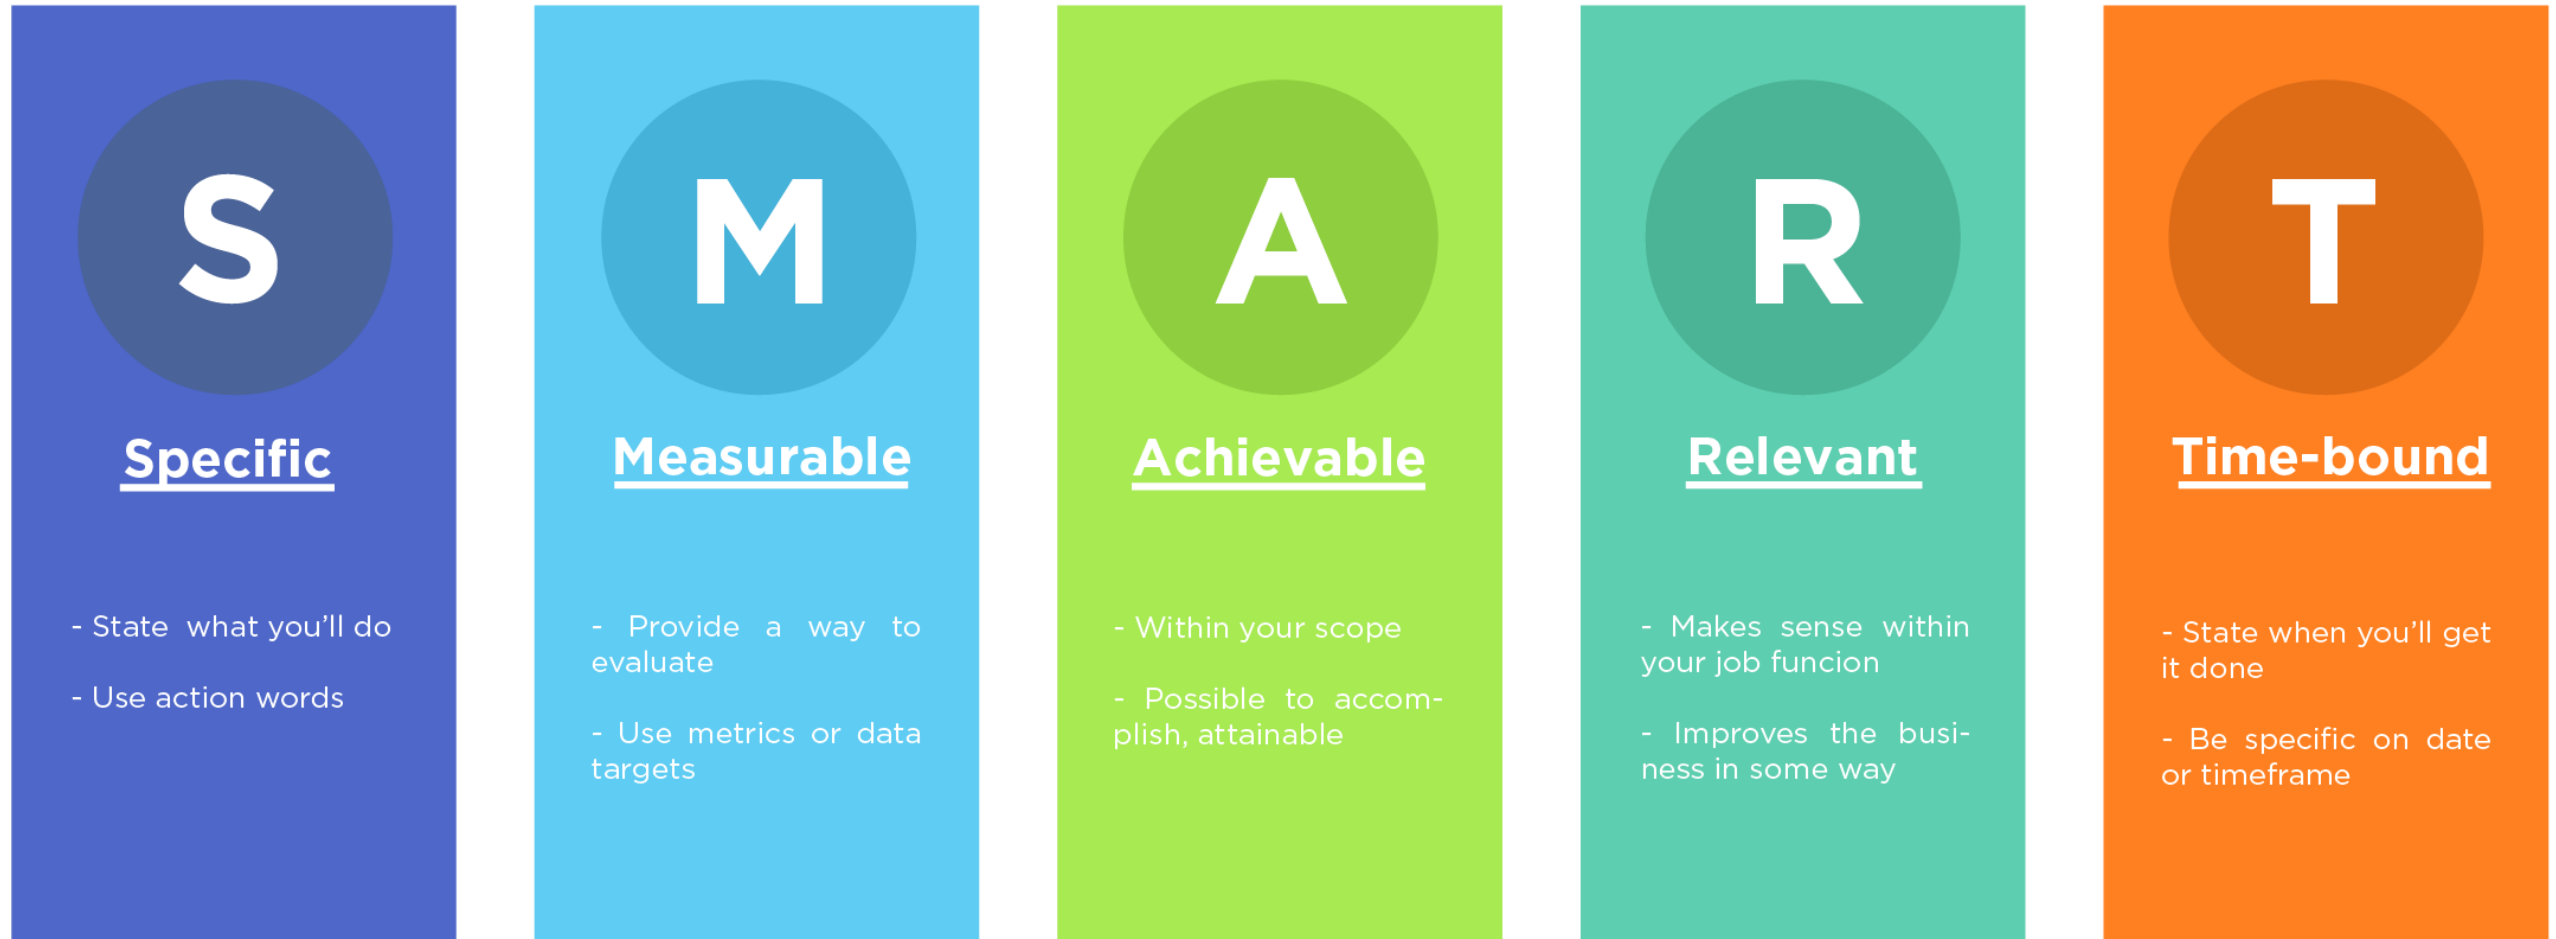 S
Specific
- State what you'll do
- Use action words
M
Measurable
- Provide a way to
evaluate
- Use metrics or data
targets
A
Achievable
- Within your scope
- Possible to accom-
plish, attainable
R
Relevant
- Makes sense within
your job funcion
- Improves the busi-
ness in some way
T
Time-bound
- State when you'll get
it done
- Be specific on date
or timeframe